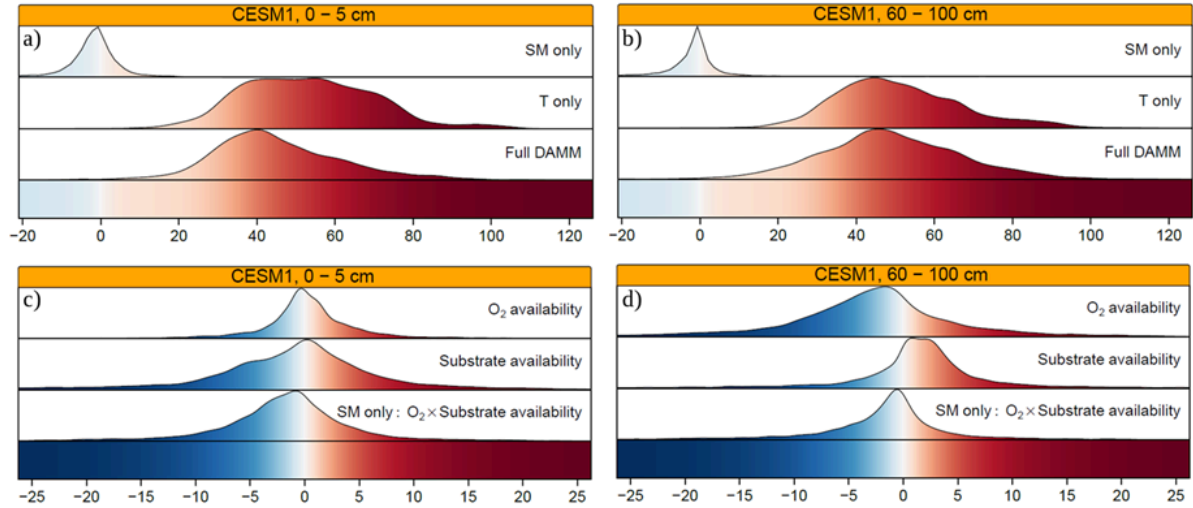 CESM1, 0 − 5 cm
a)
SM only
T only
Full DAMM
−20 0 20 40 60 80 100 120
CESM1, 60 − 100 cm
b)
SM only
T only
Full DAMM
−20 0 20 40 60 80 100 120
CESM1, 0 − 5 cm
c)
O₂ availability
Substrate availability
SM only : O₂ × Substrate availability
−25 −20 −15 −10 −5 0 5 10 15 20 25
CESM1, 60 − 100 cm
d)
O₂ availability
Substrate availability
SM only : O₂ × Substrate availability
−25 −20 −15 −10 −5 0 5 10 15 20 25